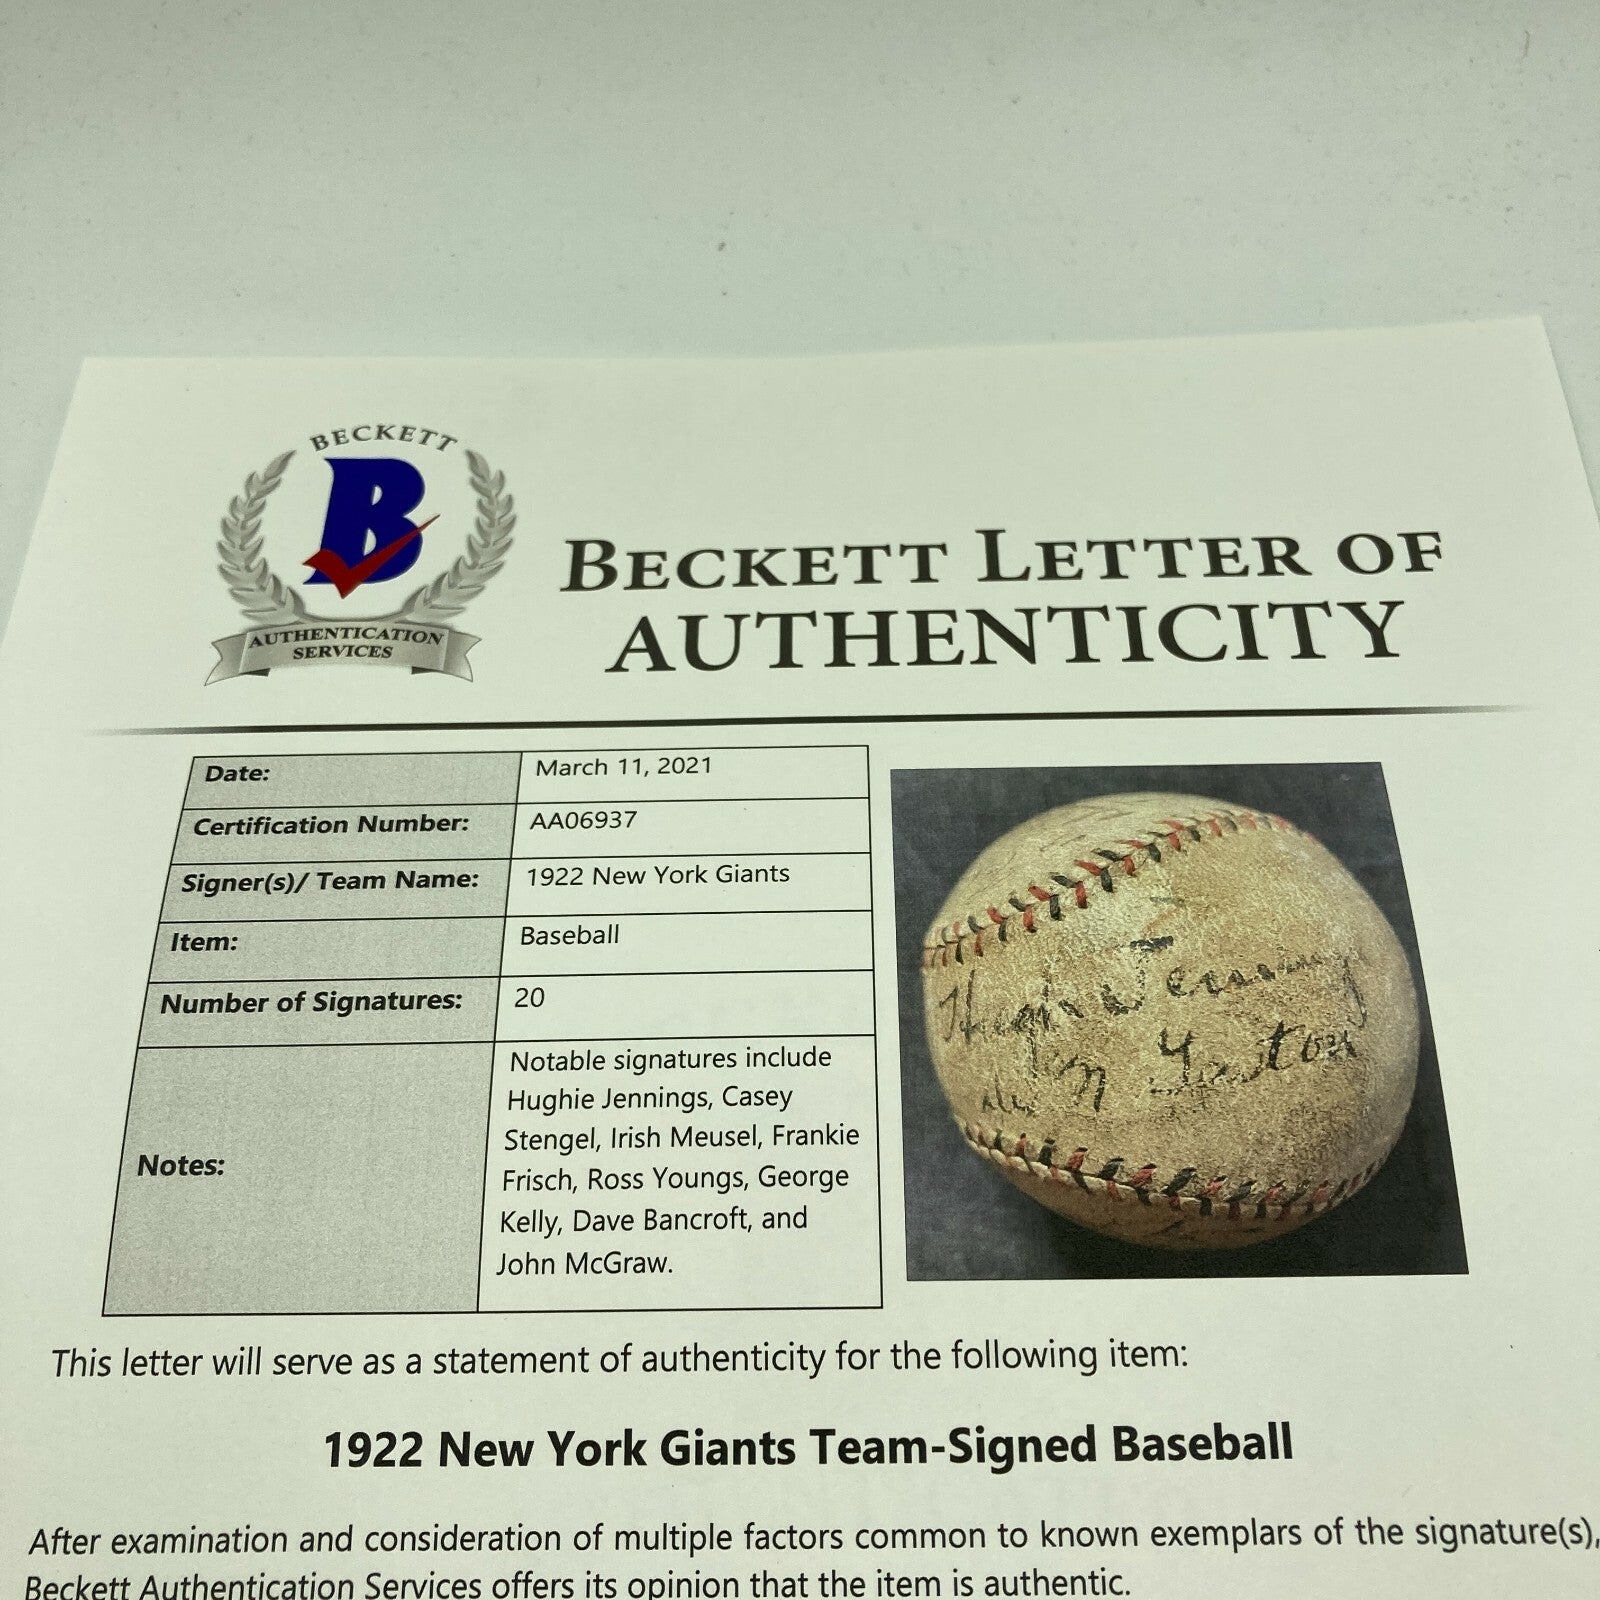 BECKETT
B
AUTHENTICATION
SERVICES
BECKETT LETTER OF
AUTHENTICITY
Date: March 11, 2021
Certification Number: AA06937
Signer(s)/ Team Name: 1922 New York Giants
Item: Baseball
Number of Signatures: 20
Notes:
Notable signatures include
Hughie Jennings, Casey
Stengel, Irish Meusel, Frankie
Frisch, Ross Youngs, George
Kelly, Dave Bancroft, and
John McGraw.
Hughie Jennings
This letter will serve as a statement of authenticity for the following item:
1922 New York Giants Team-Signed Baseball
After examination and consideration of multiple factors common to known exemplars of the signature(s),
Beckett Authentication Services offers its opinion that the item is authentic.